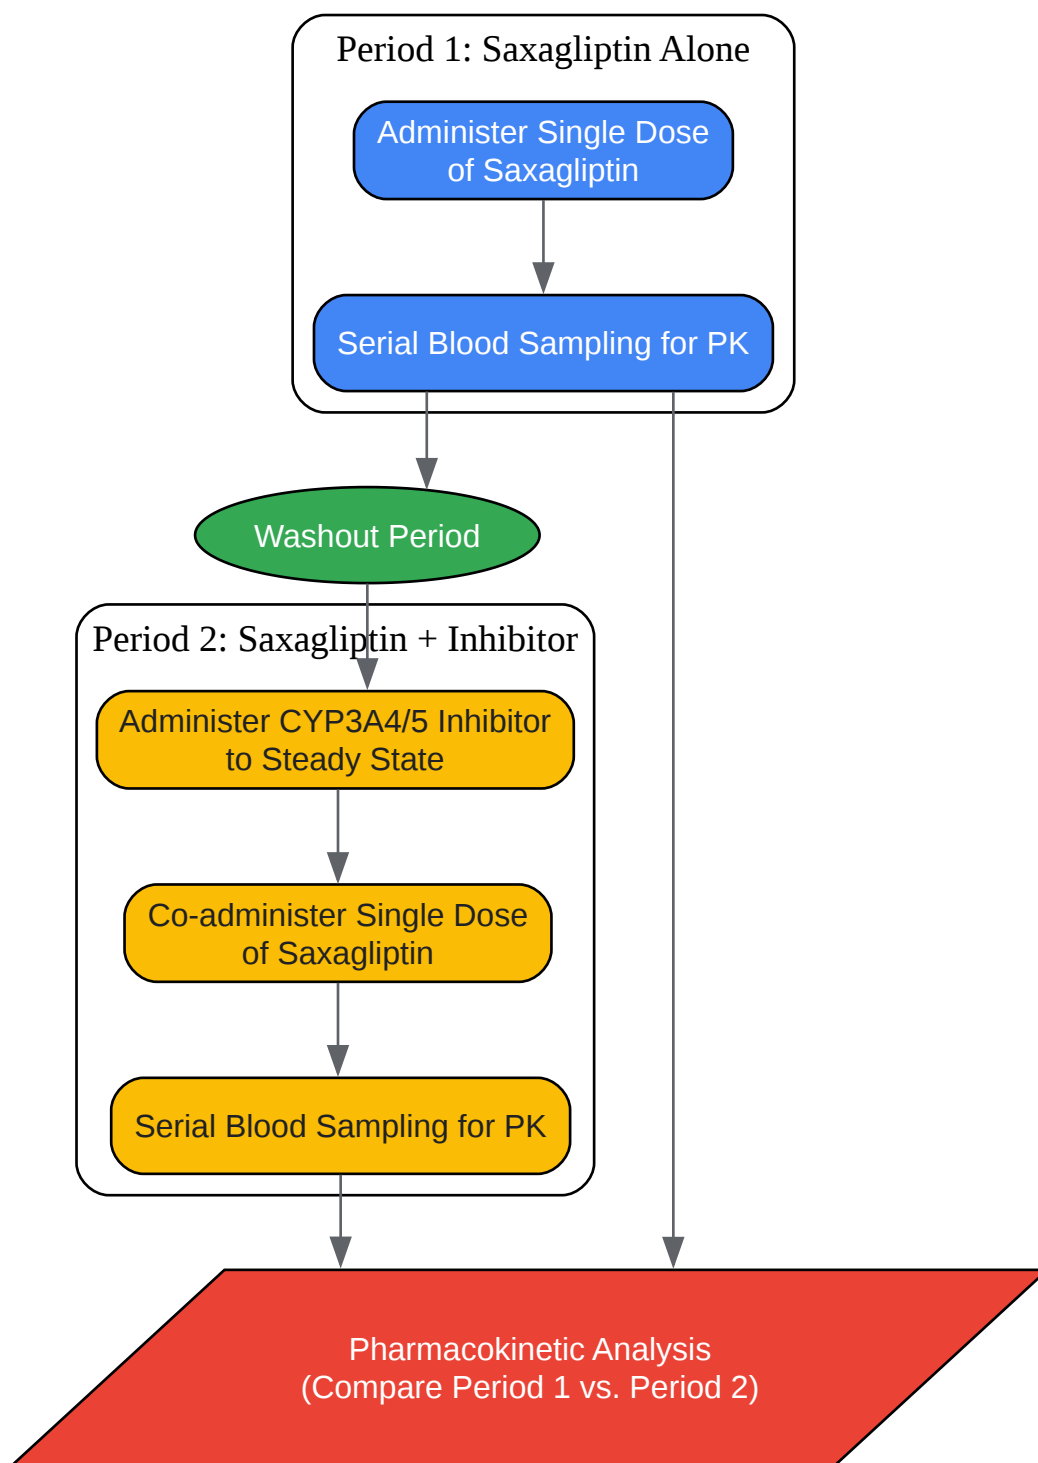 Period 1: Saxagliptin Alone
Administer Single Dose
of Saxagliptin
Serial Blood Sampling for PK
Washout Period
Period 2: Saxagliptin + Inhibitor
Administer CYP3A4/5 Inhibitor
to Steady State
Co-administer Single Dose
of Saxagliptin
Serial Blood Sampling for PK
Pharmacokinetic Analysis
(Compare Period 1 vs. Period 2)